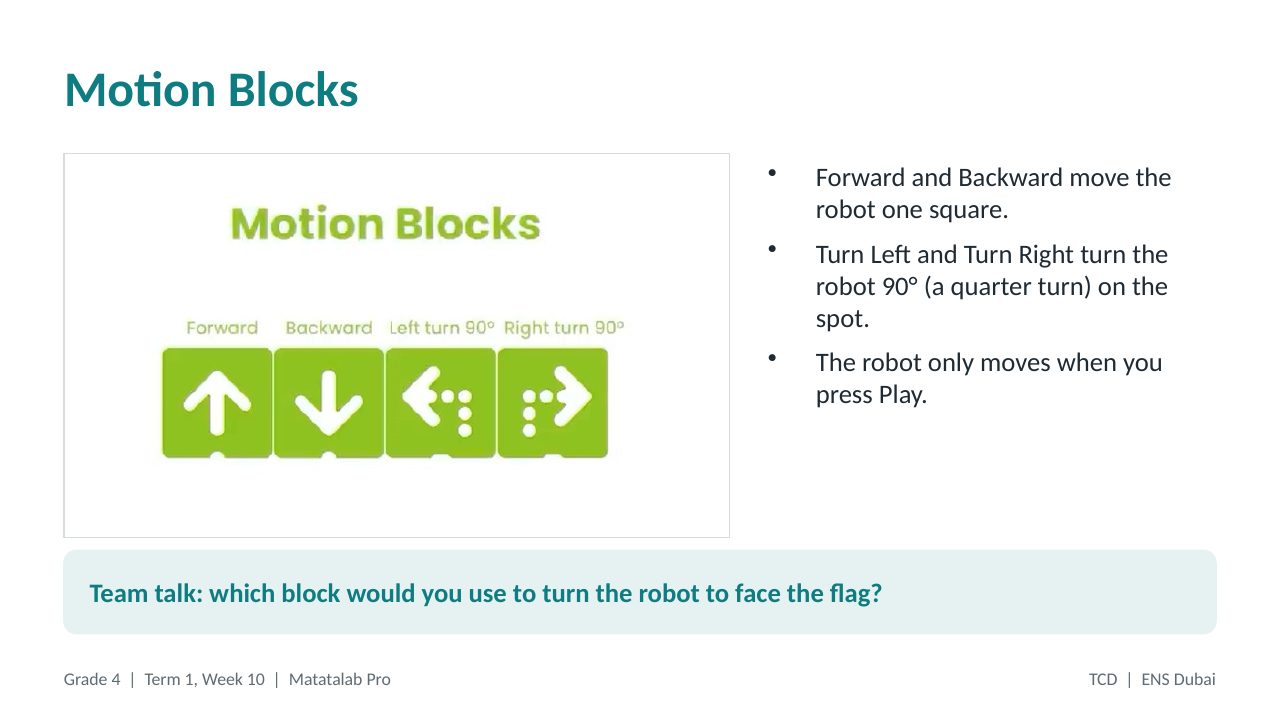 Motion Blocks
Motion Blocks
Forward Backward Left turn 90° Right turn 90°
• Forward and Backward move the
robot one square.
• Turn Left and Turn Right turn the
robot 90° (a quarter turn) on the
spot.
• The robot only moves when you
press Play.
Team talk: which block would you use to turn the robot to face the flag?
Grade 4 | Term 1, Week 10 | Matatalab Pro
TCD | ENS Dubai